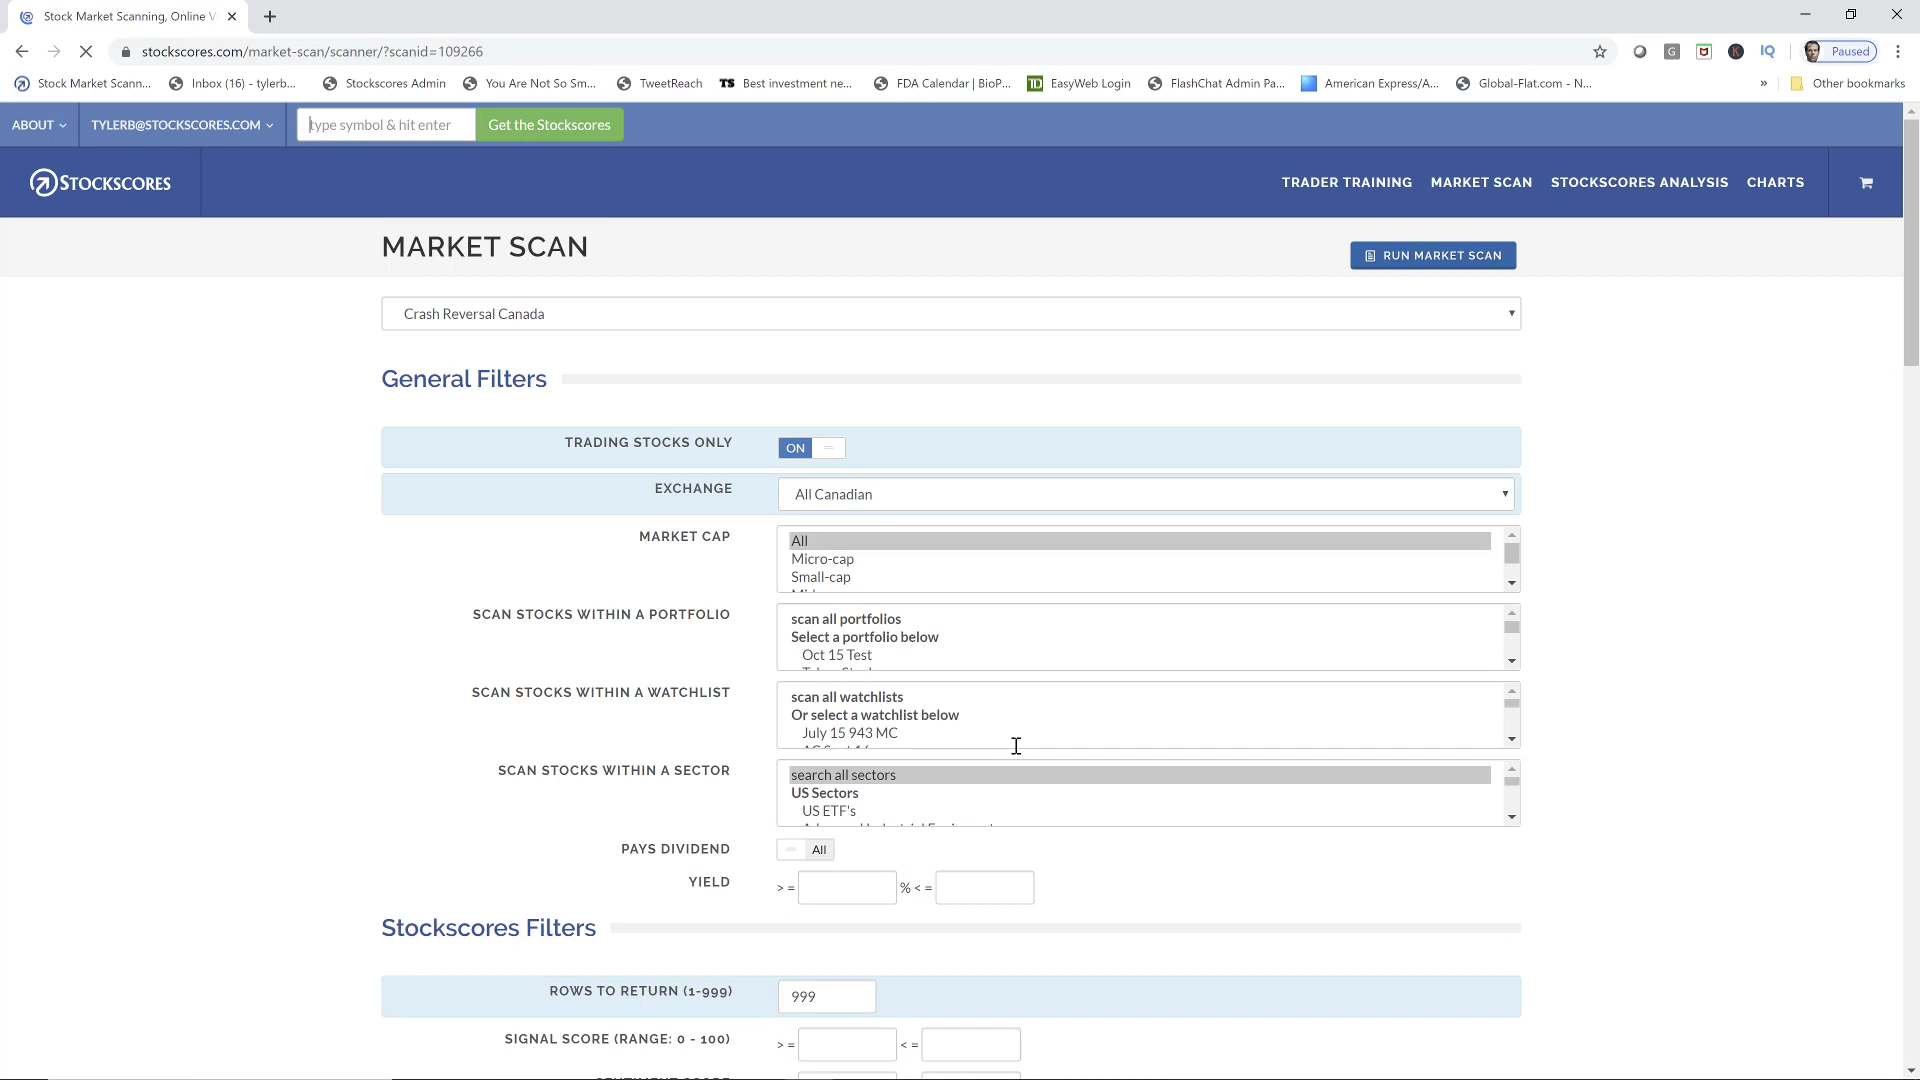 Stock Market Scanning, Online V
stockscores.com/market-scan/scanner/?scanid=109266
Paused
Stock Market Scann...
Inbox (16) - tylerb...
Stockscores Admin
You Are Not So Sm...
TweetReach
TS Best investment ne...
FDA Calendar | BioP...
TD EasyWeb Login
FlashChat Admin Pa...
American Express/A...
Global-Flat.com - N...
»
Other bookmarks
ABOUT
TYLERB@STOCKSCORES.COM
type symbol & hit enter
Get the Stockscores
STOCKSCORES
TRADER TRAINING
MARKET SCAN
STOCKSCORES ANALYSIS
CHARTS
MARKET SCAN
RUN MARKET SCAN
Crash Reversal Canada
General Filters
TRADING STOCKS ONLY
ON
EXCHANGE
All Canadian
MARKET CAP
All
Micro-cap
Small-cap
SCAN STOCKS WITHIN A PORTFOLIO
scan all portfolios
Select a portfolio below
Oct 15 Test
SCAN STOCKS WITHIN A WATCHLIST
scan all watchlists
Or select a watchlist below
July 15 943 MC
SCAN STOCKS WITHIN A SECTOR
search all sectors
US Sectors
US ETF's
PAYS DIVIDEND
All
YIELD
> =
% < =
Stockscores Filters
ROWS TO RETURN (1-999)
999
SIGNAL SCORE (RANGE: 0 - 100)
> =
< =